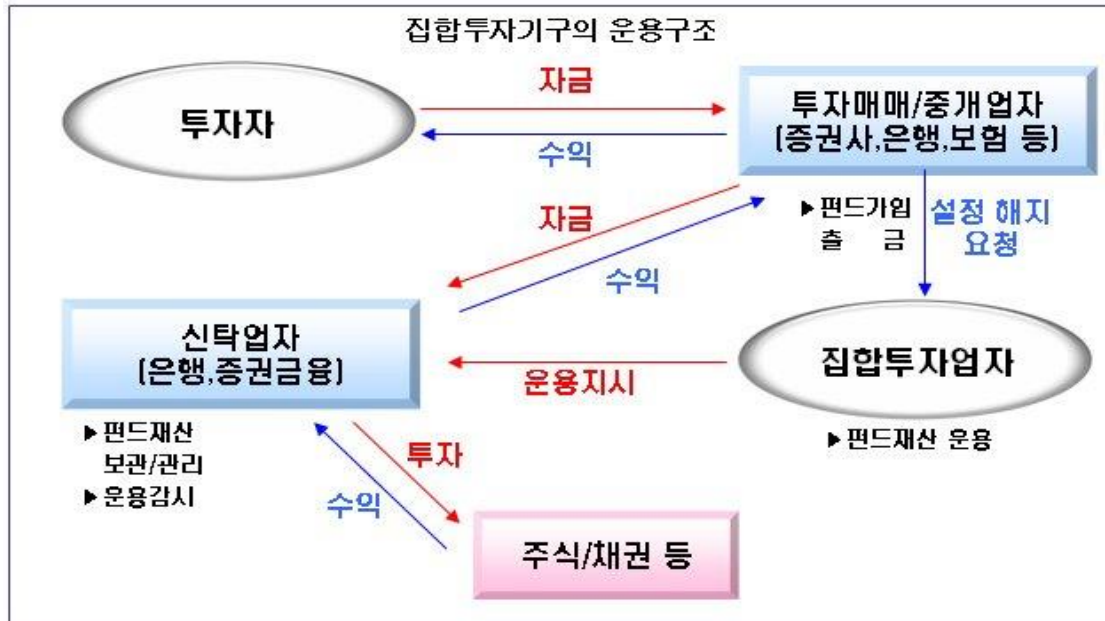 집합투자기구의 운용구조
투자자
자금
수익
투자매매/중개업자
(증권사,은행,보험 등)
▶펀드가입
출 금
설정 해지
요청
자금
수익
신탁업자
(은행,증권금융)
▶펀드재산
보관/관리
▶운용감시
운용지시
집합투자업자
▶펀드재산 운용
투자
수익
주식/채권 등